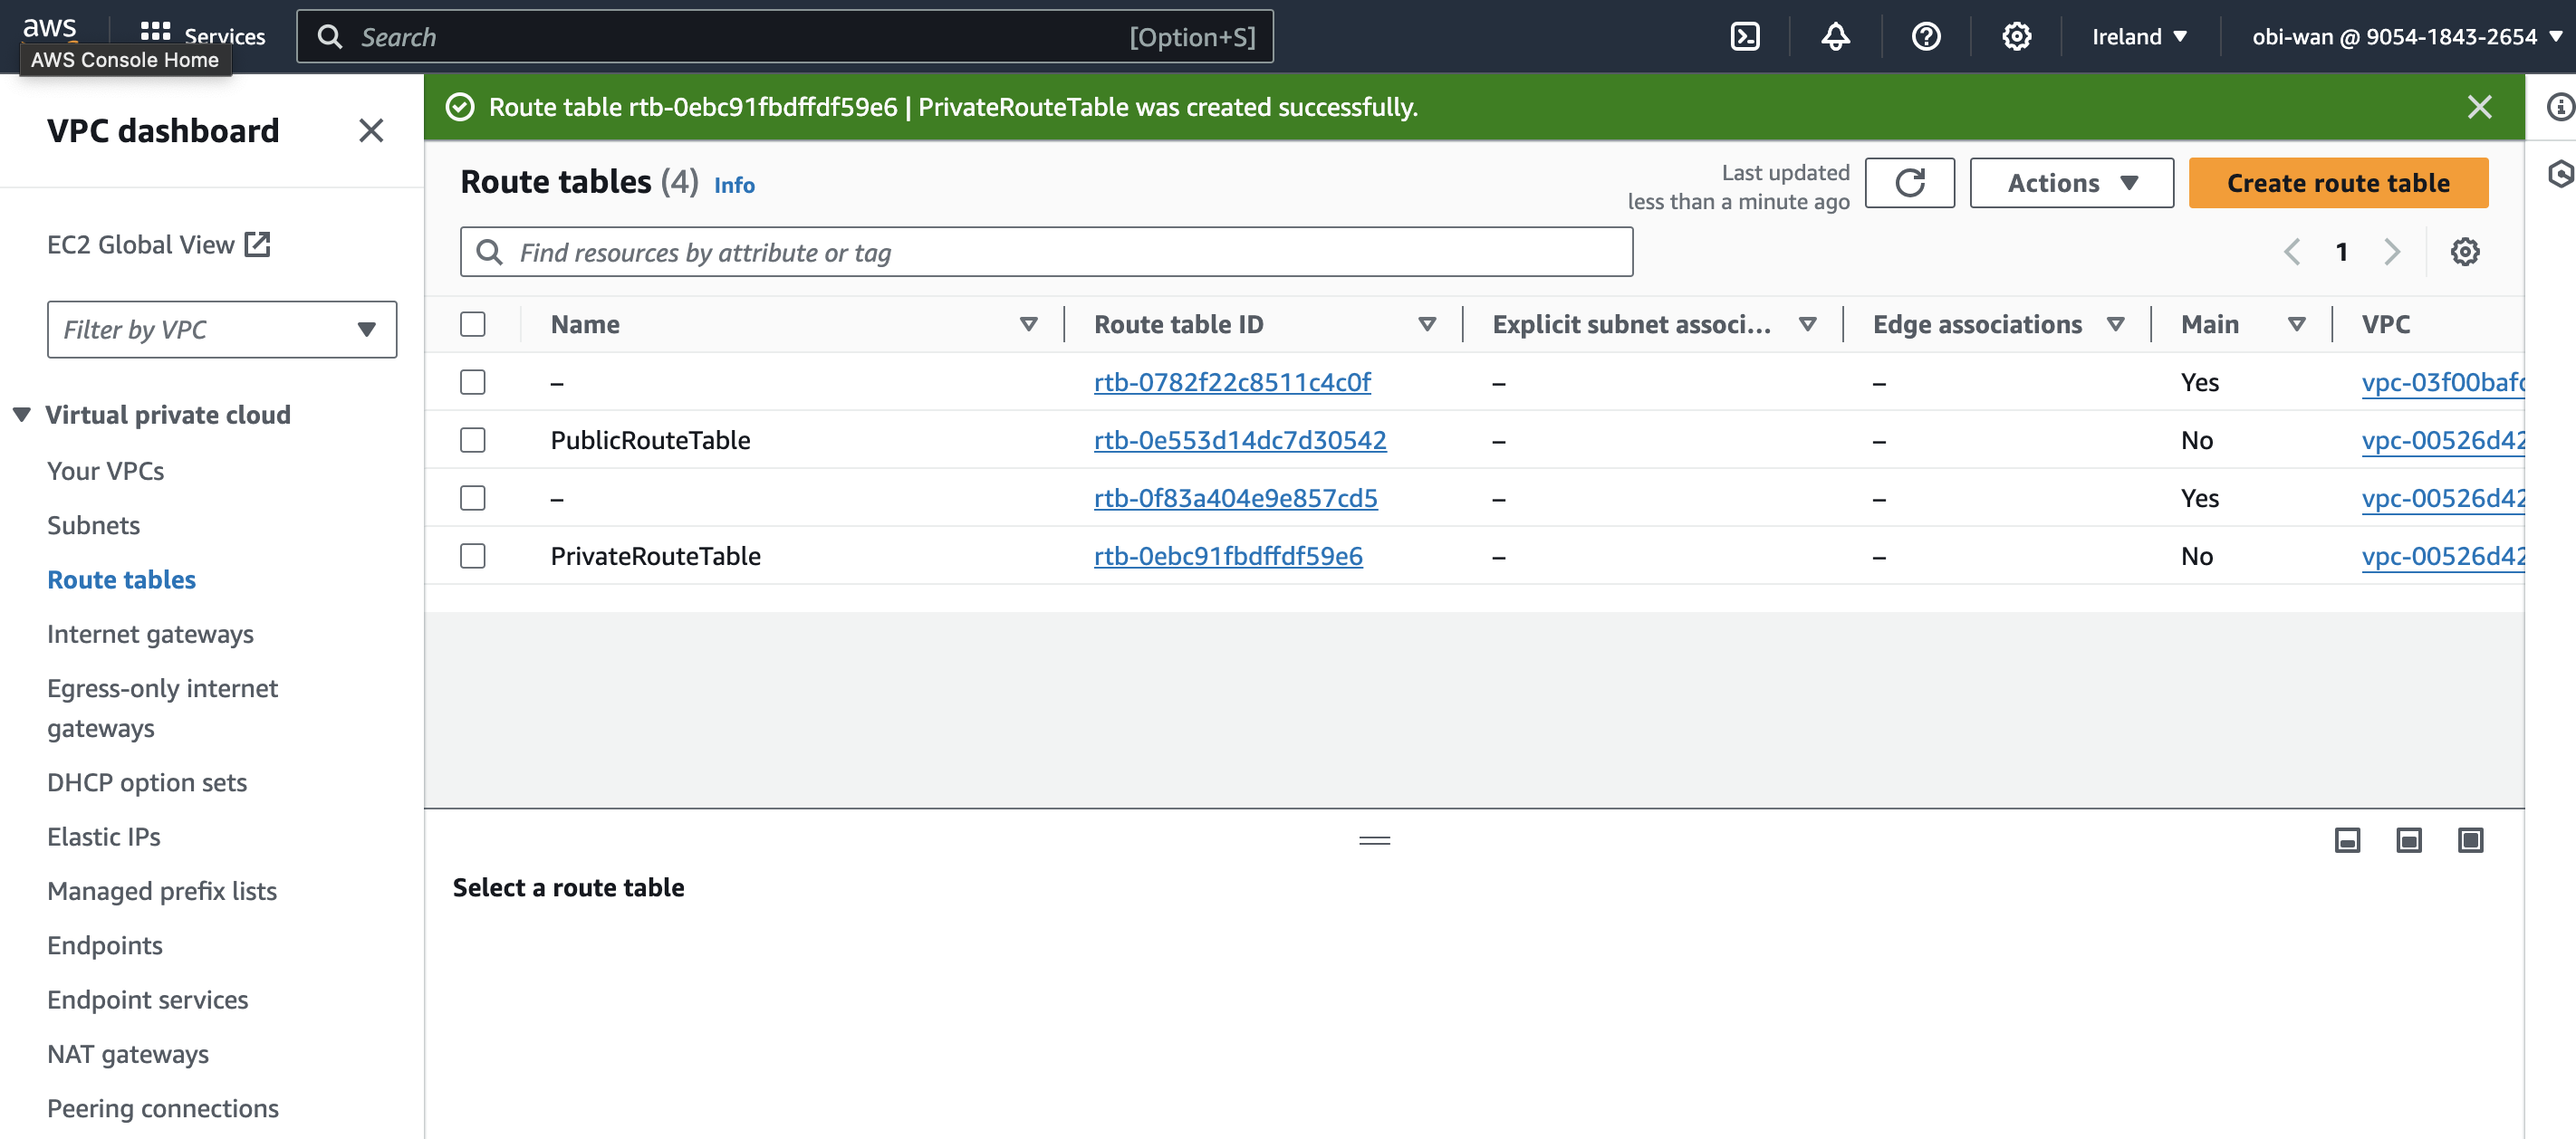 aws
Services
Search
[Option+S]
Ireland
obi-wan @ 9054-1843-2654
AWS Console Home
VPC dashboard
EC2 Global View
Filter by VPC
Virtual private cloud
Your VPCs
Subnets
Route tables
Internet gateways
Egress-only internet
gateways
DHCP option sets
Elastic IPs
Managed prefix lists
Endpoints
Endpoint services
NAT gateways
Peering connections
Route table rtb-0ebc91fbdffdf59e6 | PrivateRouteTable was created successfully.
Route tables (4) Info
Last updated
less than a minute ago
Actions
Create route table
Find resources by attribute or tag
1
Name Route table ID Explicit subnet associ... Edge associations Main VPC
– rtb-0782f22c8511c4c0f – – Yes vpc-03f00bafc
PublicRouteTable rtb-0e553d14dc7d30542 – – No vpc-00526d42
– rtb-0f83a404e9e857cd5 – – Yes vpc-00526d42
PrivateRouteTable rtb-0ebc91fbdffdf59e6 – – No vpc-00526d42
Select a route table